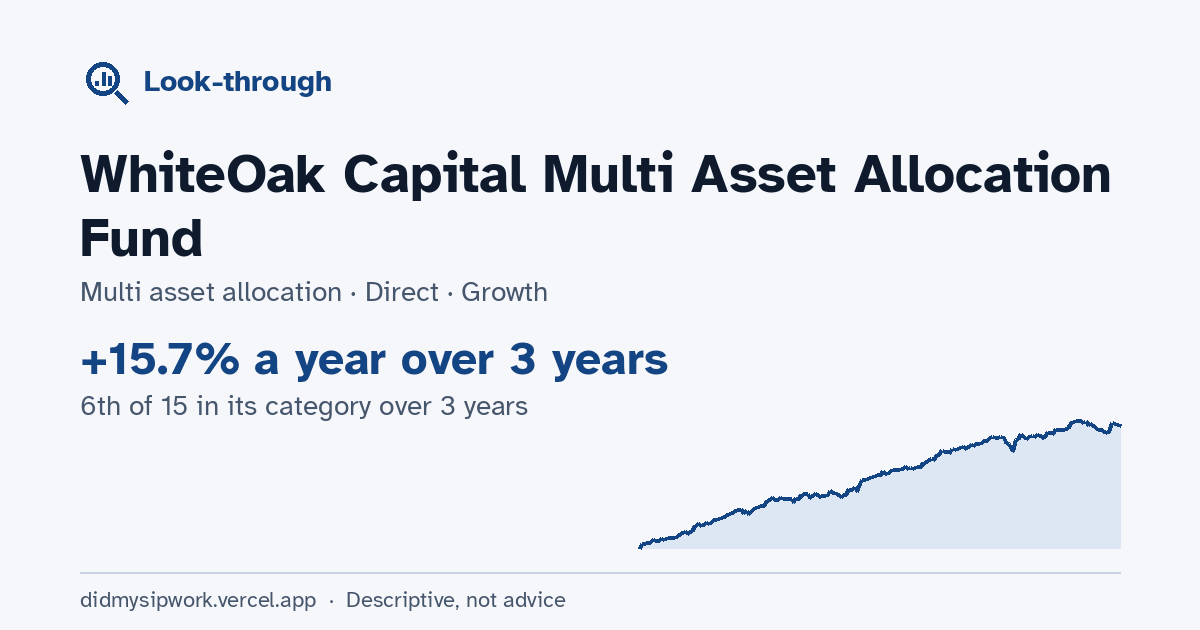 Look-through
WhiteOak Capital Multi Asset Allocation
Fund
Multi asset allocation · Direct · Growth
+15.7% a year over 3 years
6th of 15 in its category over 3 years
didmysipwork.vercel.app · Descriptive, not advice